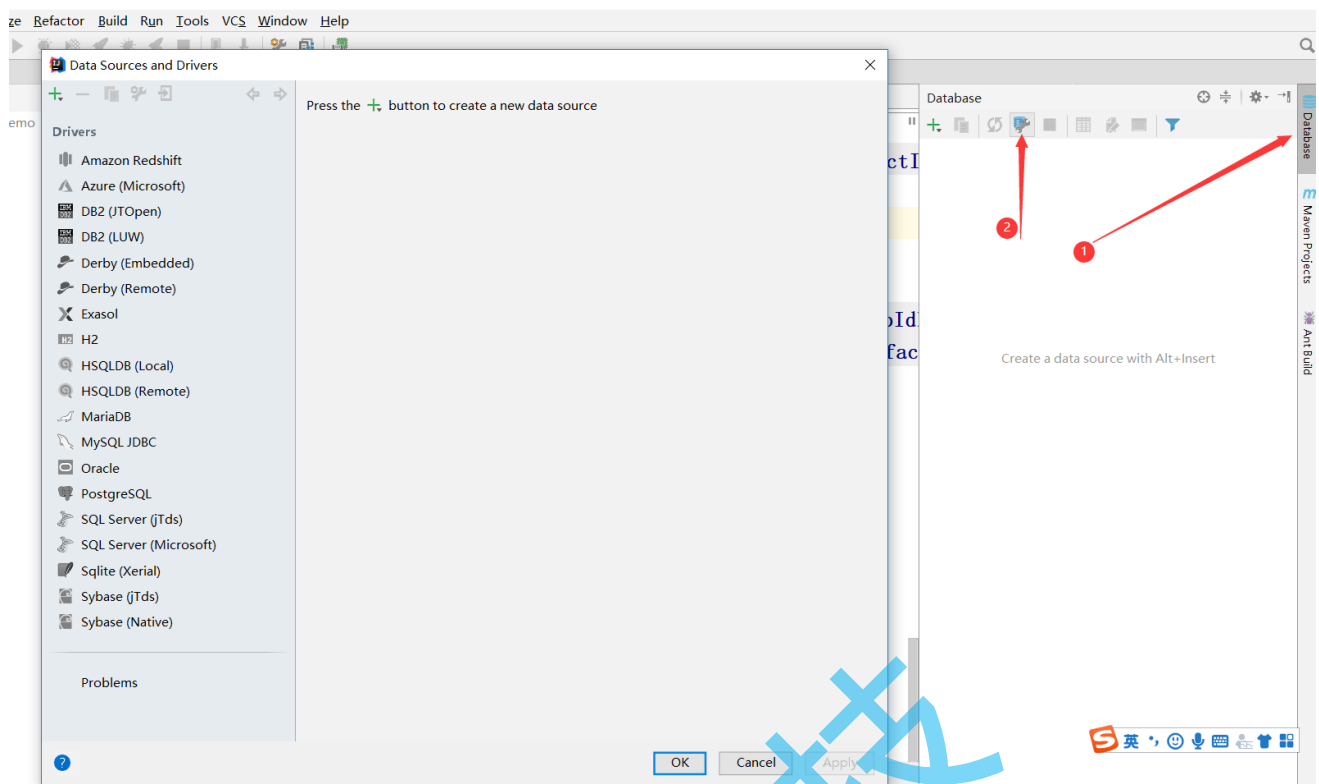 ze Refactor Build Run Tools VCS Window Help
Data Sources and Drivers
Press the + button to create a new data source
emo
Drivers
Amazon Redshift
Azure (Microsoft)
DB2 (JTOpen)
DB2 (LUW)
Derby (Embedded)
Derby (Remote)
Exasol
H2
HSQLDB (Local)
HSQLDB (Remote)
MariaDB
MySQL JDBC
Oracle
PostgreSQL
SQL Server (jTds)
SQL Server (Microsoft)
Sqlite (Xerial)
Sybase (jTds)
Sybase (Native)
Problems
OK Cancel Apply
ctI
oId
fac
Database
2
1
Create a data source with Alt+Insert
Database
Maven Projects
Ant Build
英